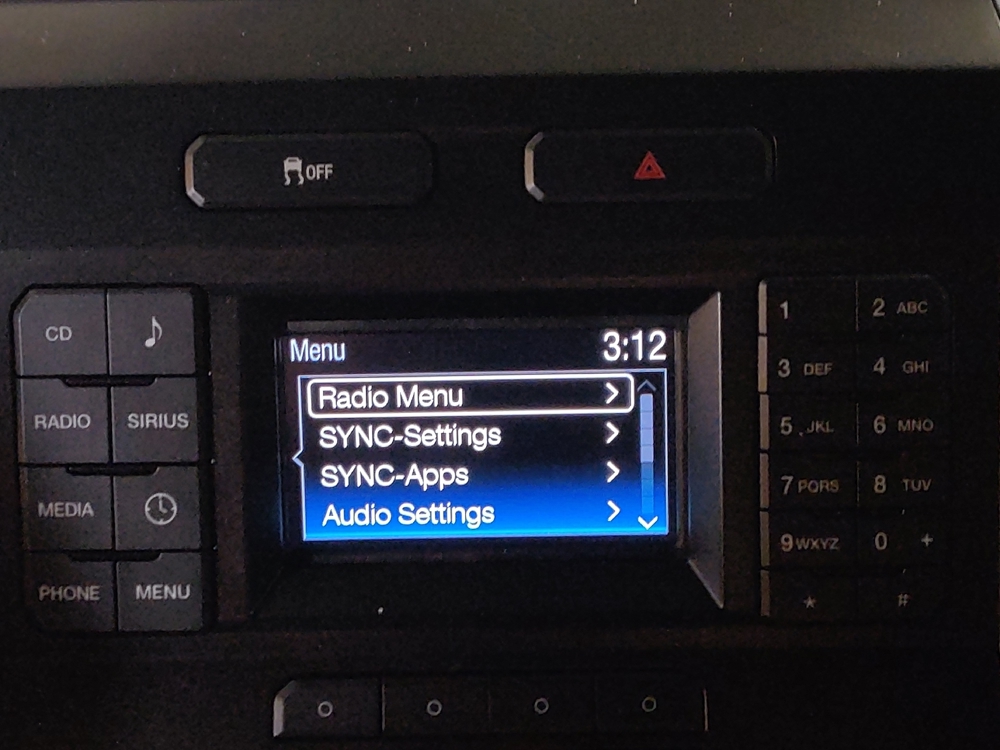 OFF
CD
RADIO SIRIUS
MEDIA
PHONE MENU
Menu 3:12
Radio Menu >
SYNC-Settings >
SYNC-Apps >
Audio Settings >
1 2 ABC
3 DEF 4 GHI
5 JKL 6 MNO
7 PQRS 8 TUV
9 WXYZ 0 +
* #